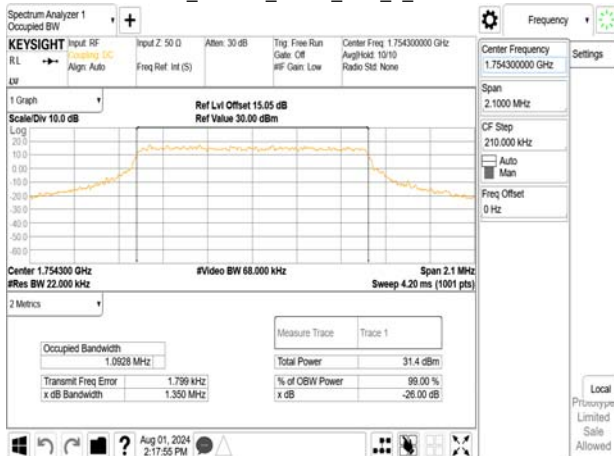 Spectrum Analyzer 1
Occupied BW
Frequency
KEYSIGHT
RL
Input: RF
Coupling: DC
Align: Auto
Input Z: 50 Ω
Freq Ref: Int (S)
Atten: 30 dB
Trig: Free Run
Gate: Off
#IF Gain: Low
Center Freq: 1.754300000 GHz
Avg|Hold: 10/10
Radio Std: None
Center Frequency
1.754300000 GHz
Settings
Span
2.1000 MHz
CF Step
210.000 kHz
Auto
Man
Freq Offset
0 Hz
1 Graph
Scale/Div 10.0 dB
Ref Lvl Offset 15.05 dB
Ref Value 30.00 dBm
Log
20.0
10.0
0.00
-10.0
-20.0
-30.0
-40.0
-50.0
-60.0
Center 1.754300 GHz
#Video BW 68.000 kHz
Span 2.1 MHz
#Res BW 22.000 kHz
Sweep 4.20 ms (1001 pts)
2 Metrics
Measure Trace
Trace 1
Occupied Bandwidth
1.0928 MHz
Total Power
31.4 dBm
Transmit Freq Error
1.799 kHz
% of OBW Power
99.00 %
x dB Bandwidth
1.350 MHz
x dB
-26.00 dB
Local
Prototype
Limited
Sale
Allowed
?
Aug 01, 2024
2:17:55 PM